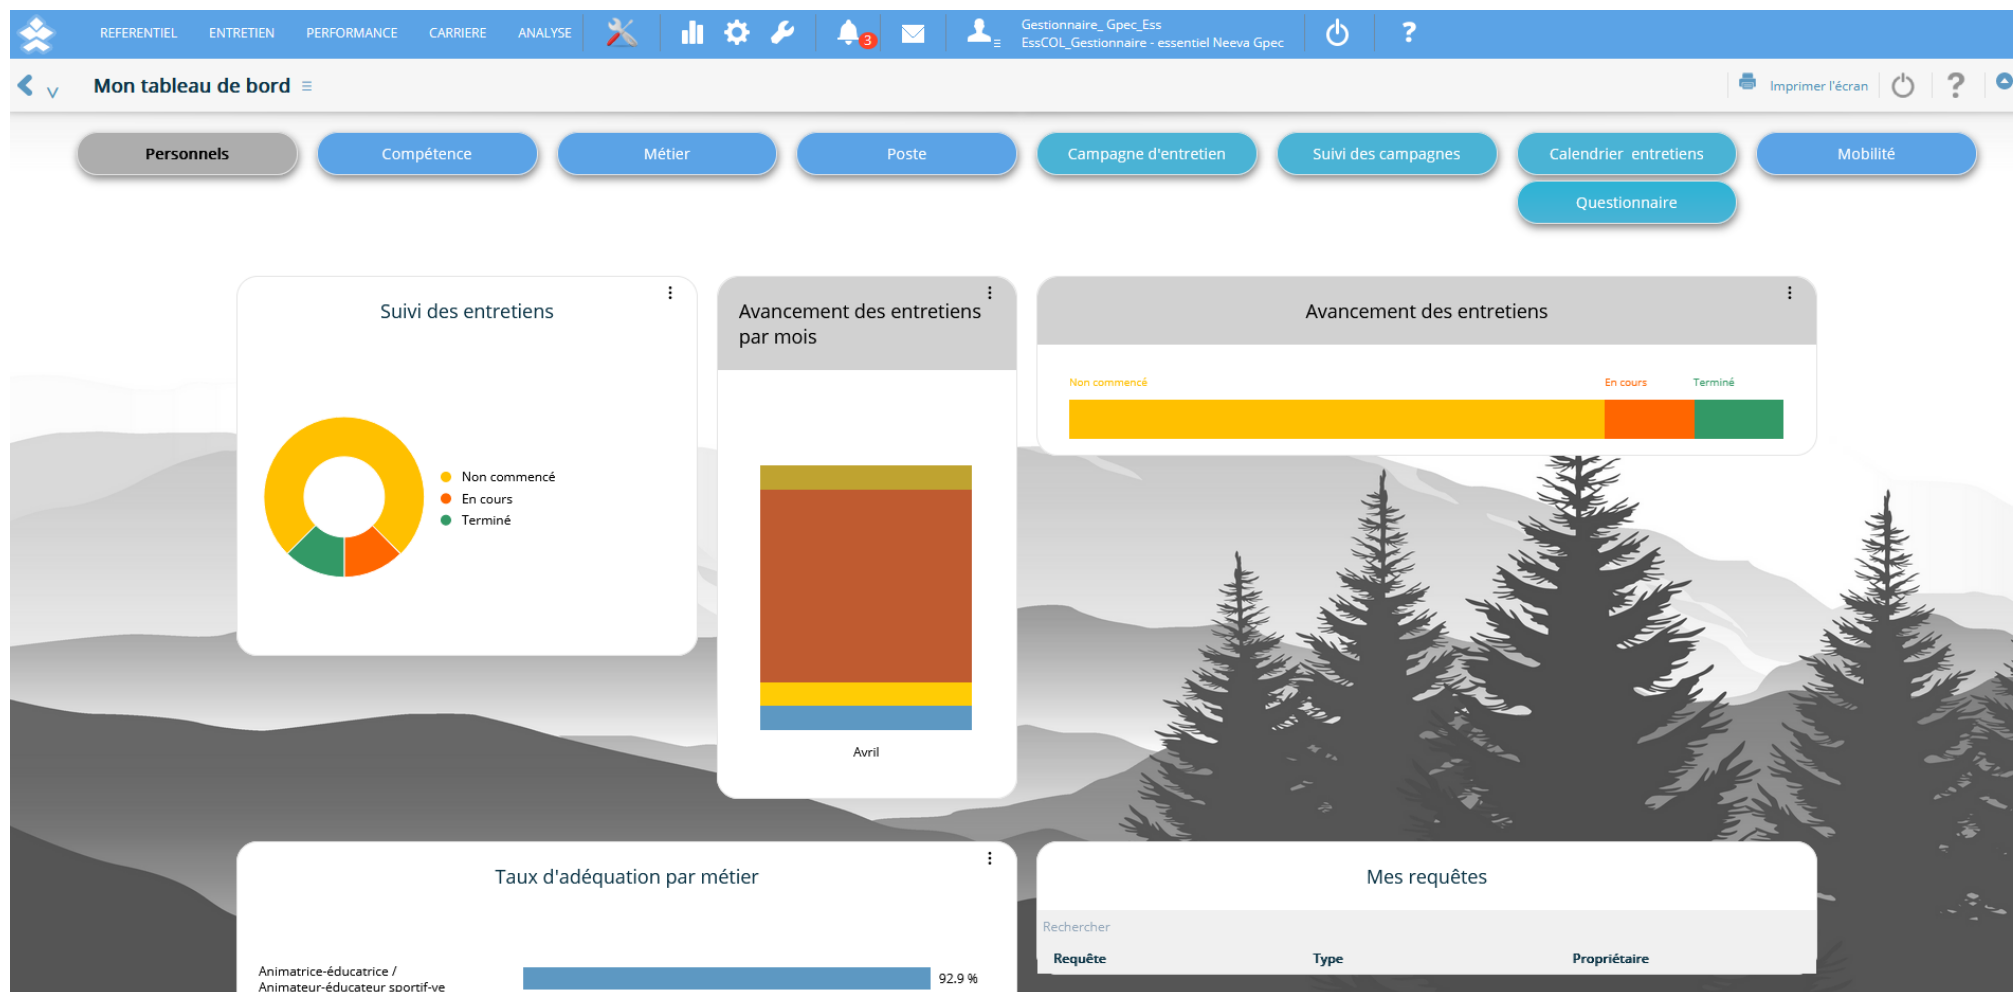 REFERENTIEL ENTRETIEN PERFORMANCE CARRIERE ANALYSE 3 Gestionnaire_ Gpec_Ess ?
EssCOL_Gestionnaire - essentiel Neeva Gpec
Mon tableau de bord Imprimer l'écran ?
Personnels Compétence Métier Poste Campagne d'entretien Suivi des campagnes Calendrier entretiens Mobilité
Questionnaire
Suivi des entretiens
Non commencé
En cours
Terminé
Avancement des entretiens
par mois
Avril
Avancement des entretiens
Non commencé En cours Terminé
Taux d'adéquation par métier
Animatrice-éducatrice /
Animateur-éducateur sportif-ve
92.9 %
Mes requêtes
Rechercher
Requête Type Propriétaire